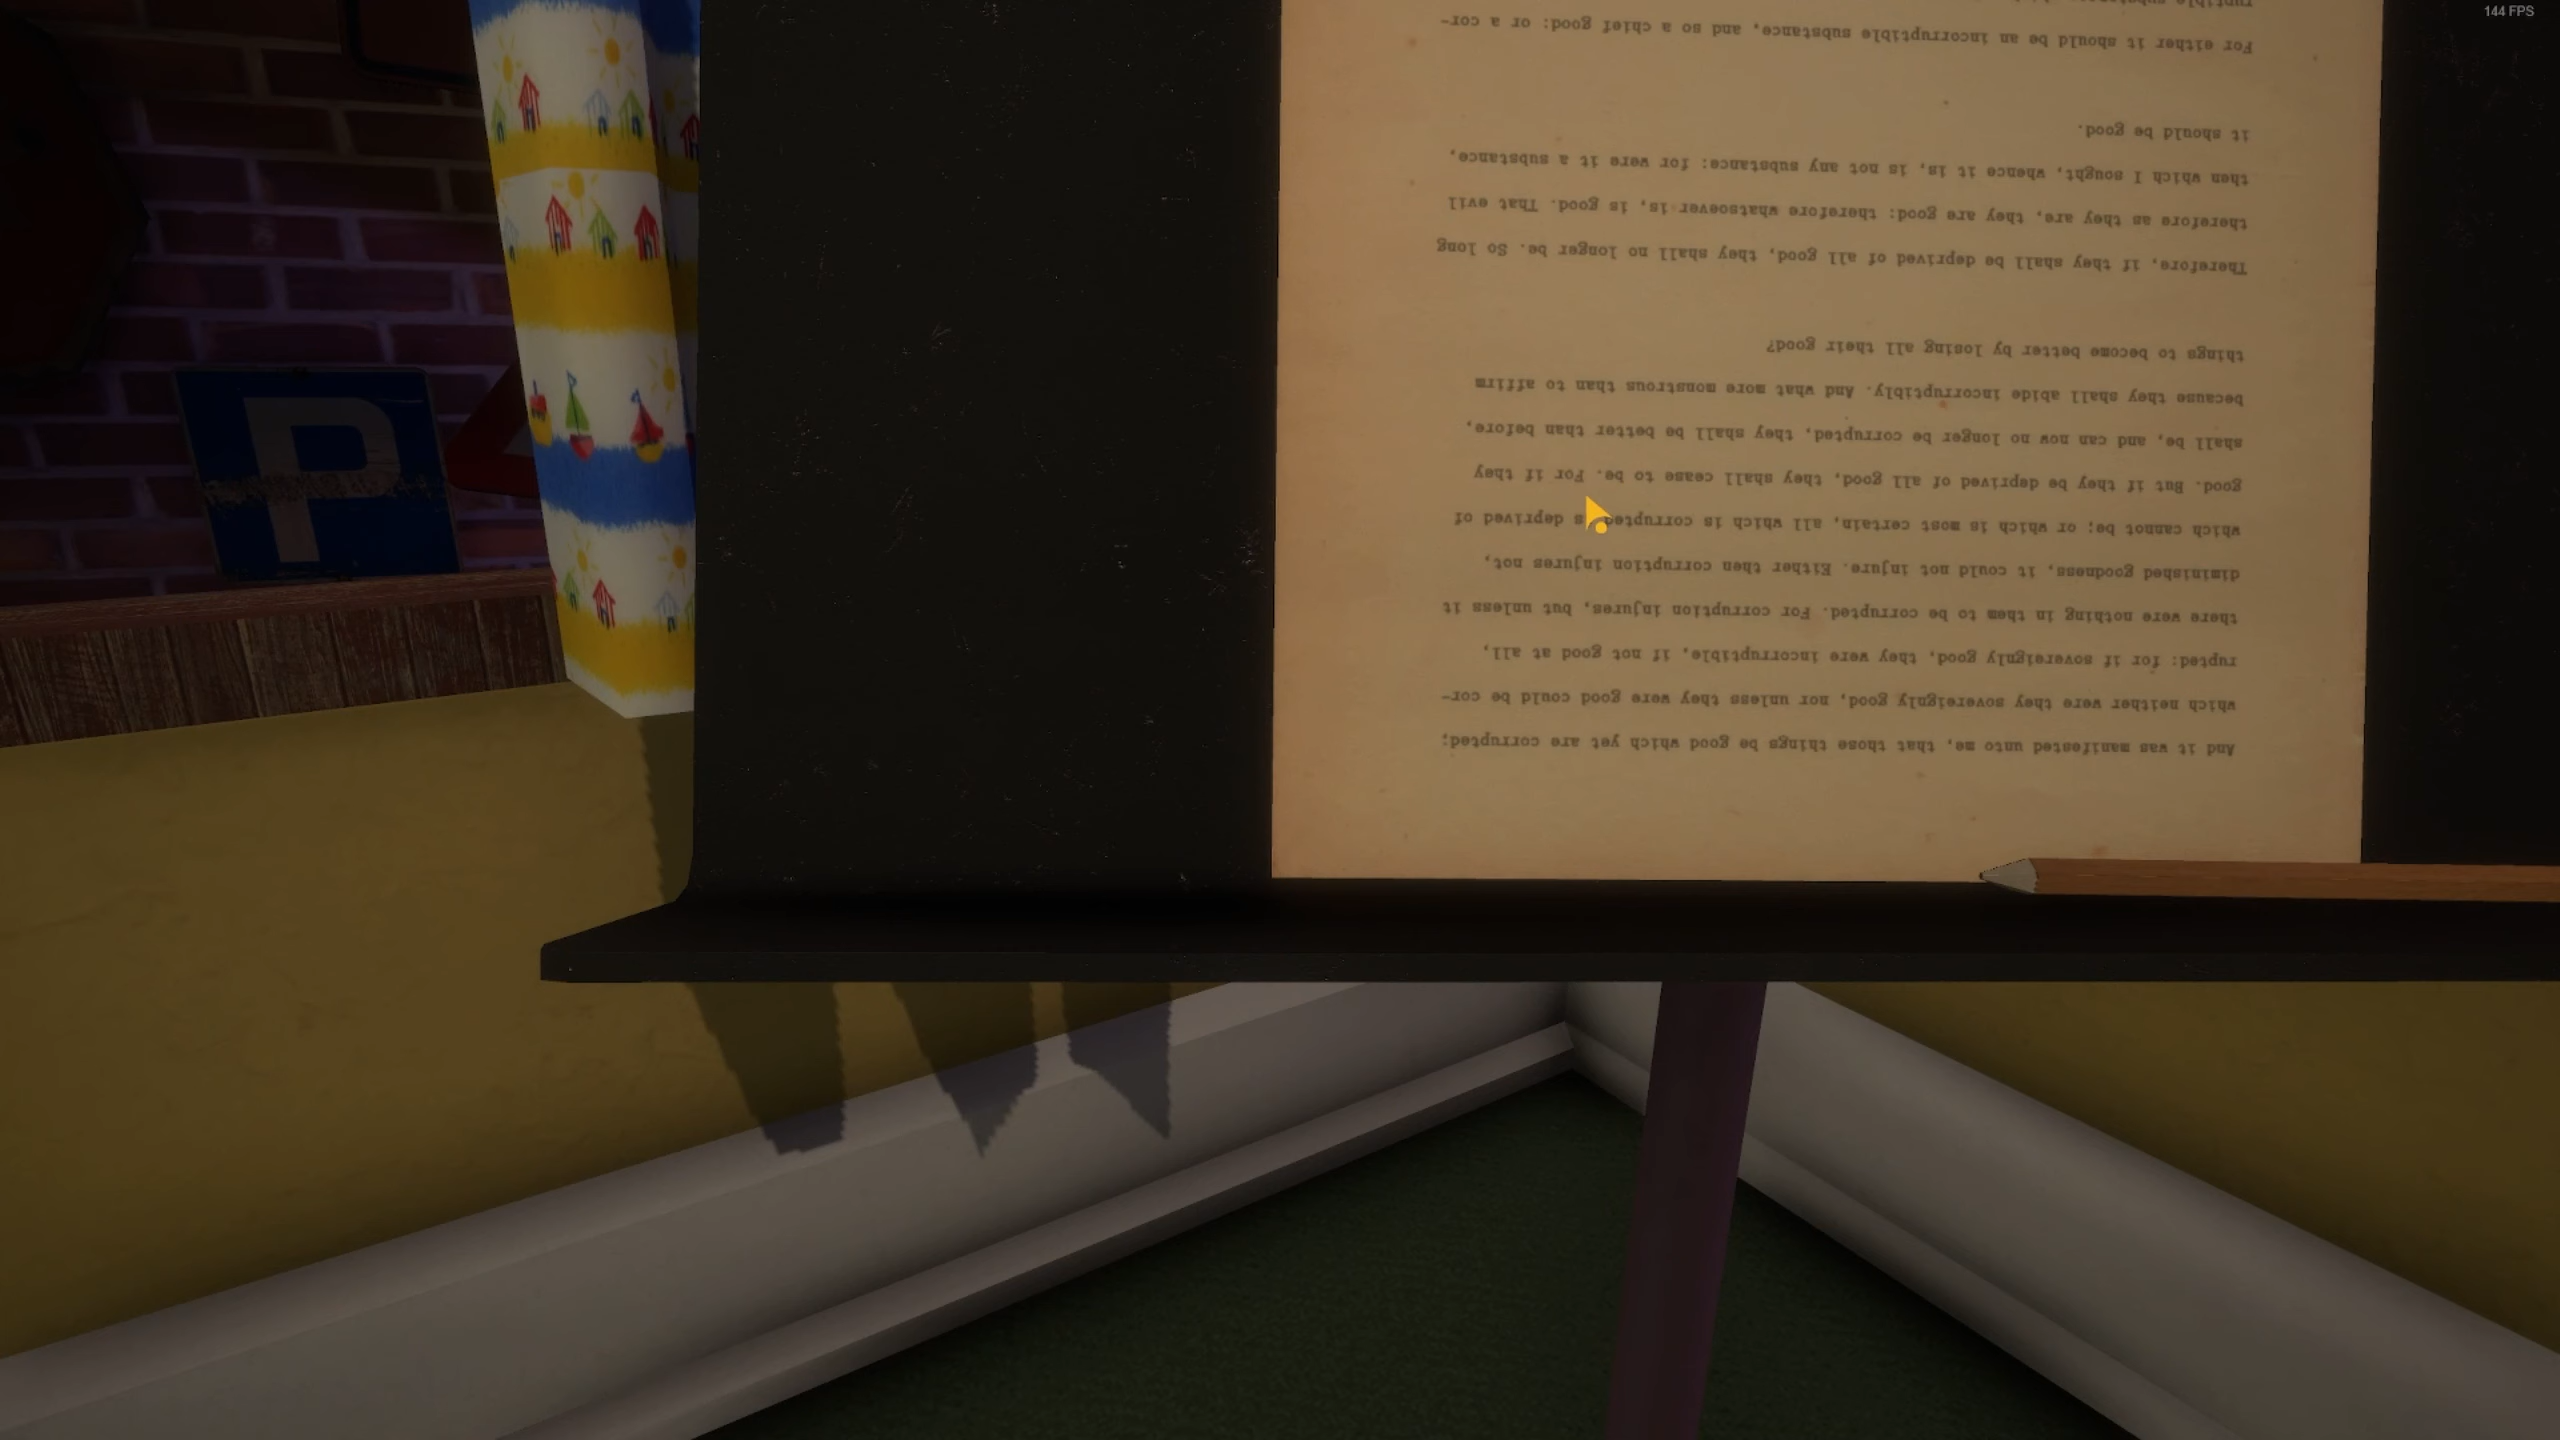 144 FPS
P
And it was manifested unto me, that those things be good which yet are corrupted;
which neither were they sovereignly good, nor unless they were good could be cor-
rupted: for if sovereignly good, they were incorruptible, if not good at all,
there were nothing in them to be corrupted. For corruption injures, but unless it
diminished goodness, it could not injure. Either then corruption injures not,
which cannot be; or which is most certain, all which is corrupted is deprived of
good. But if they be deprived of all good, they shall cease to be. For if they
shall be, and can now no longer be corrupted, they shall be better than before,
because they shall abide incorruptibly. And what more monstrous than to affirm
things to become better by losing all their good?
Therefore, if they shall be deprived of all good, they shall no longer be. So long
therefore as they are, they are good: therefore whatsoever is, is good. That evil
then which I sought, whence it is, is not any substance: for were it a substance,
it should be good.
For either it should be an incorruptible substance, and so a chief good: or a cor-